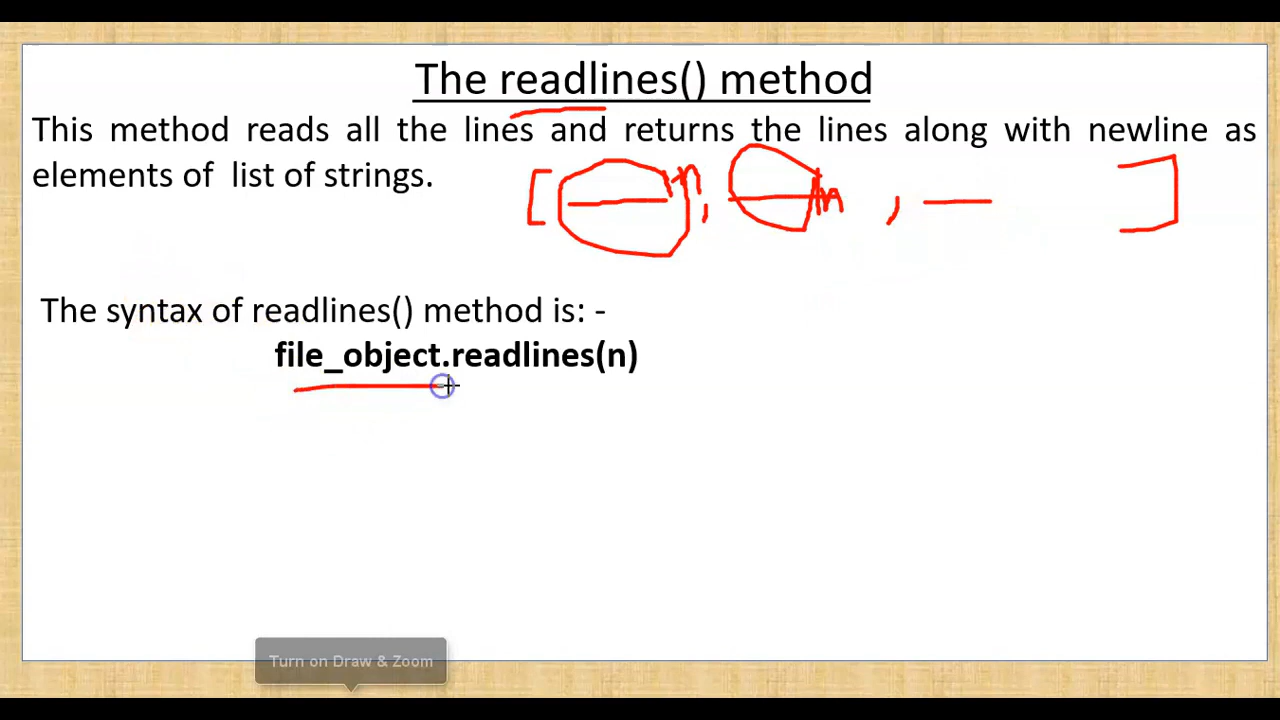 The readlines() method
This method reads all the lines and returns the lines along with newline as
elements of list of strings.
[ \n, \n , ]
The syntax of readlines() method is: -
file_object.readlines(n)
Turn on Draw & Zoom